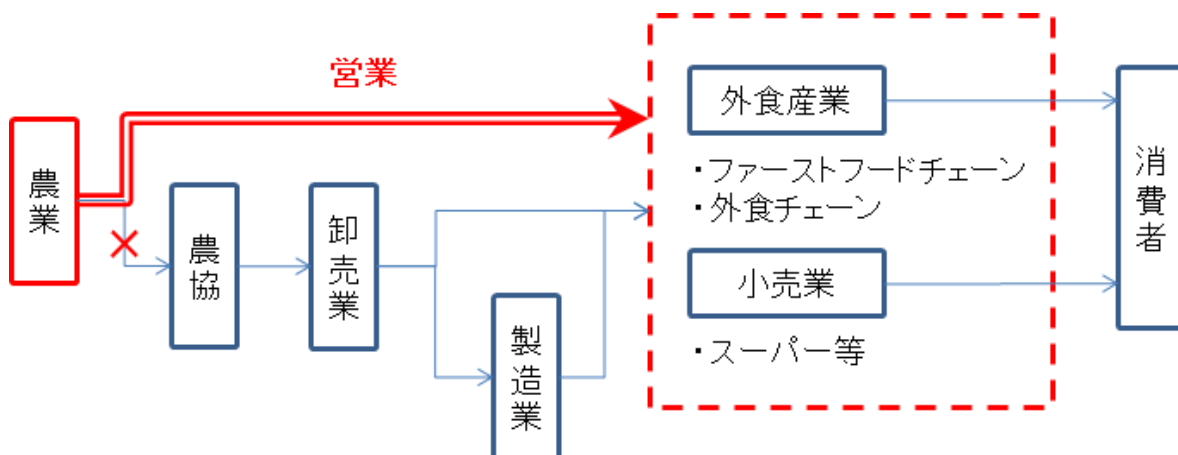 営業
農業
農協
卸売業
製造業
外食産業
・ファーストフードチェーン
・外食チェーン
小売業
・スーパー等
消費者